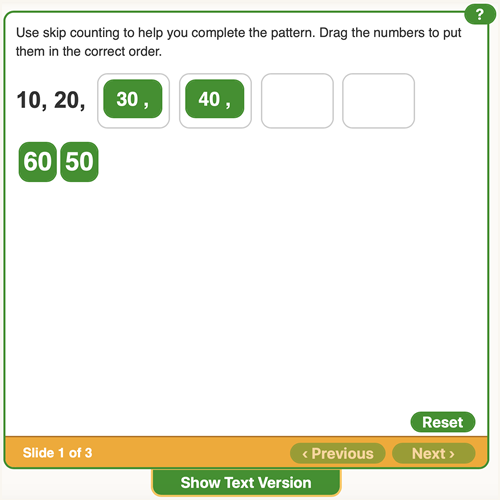 ?
Use skip counting to help you complete the pattern. Drag the numbers to put
them in the correct order.
10, 20, 30 , 40 ,
60 50
Reset
Slide 1 of 3 ‹ Previous Next ›
Show Text Version